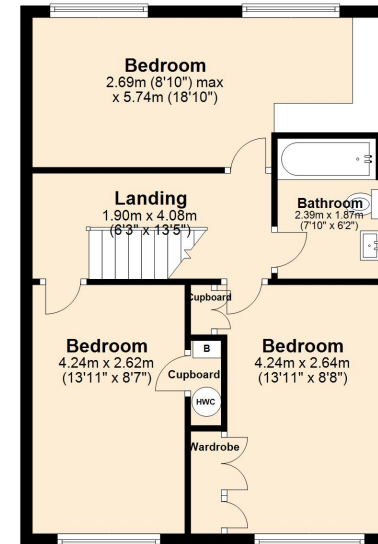 Bedroom
2.69m (8'10") max
x 5.74m (18'10")
Landing
1.90m x 4.08m
(6'3" x 13'5")
Bathroom
2.39m x 1.87m
(7'10" x 6'2")
Cupboard
Bedroom
4.24m x 2.62m
(13'11" x 8'7")
B
Cupboard
HWC
Bedroom
4.24m x 2.64m
(13'11" x 8'8")
Wardrobe